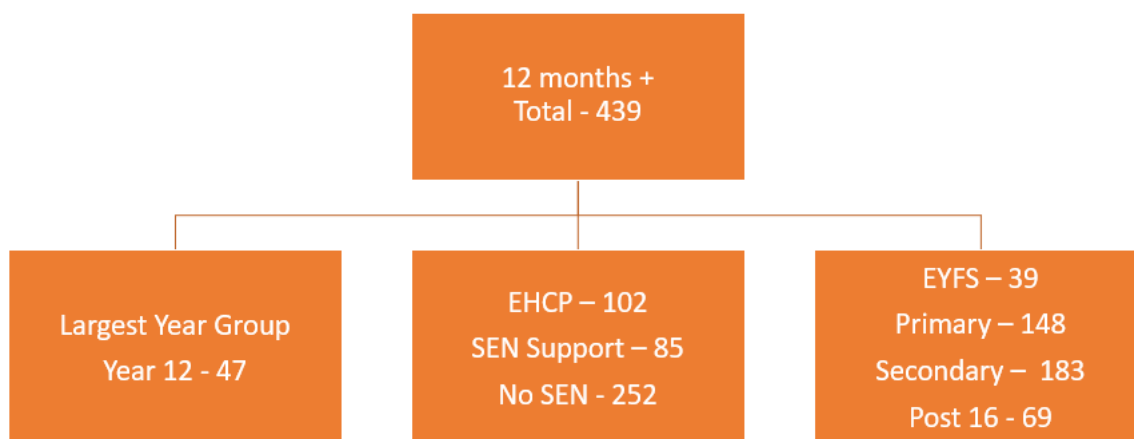 12 months +
Total - 439
Largest Year Group
Year 12 - 47
EHCP – 102
SEN Support – 85
No SEN - 252
EYFS – 39
Primary – 148
Secondary –  183
Post 16 - 69